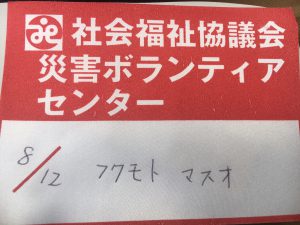 社会福祉協議会
災害ボランティア
センター
8/12 フクモト マスオ